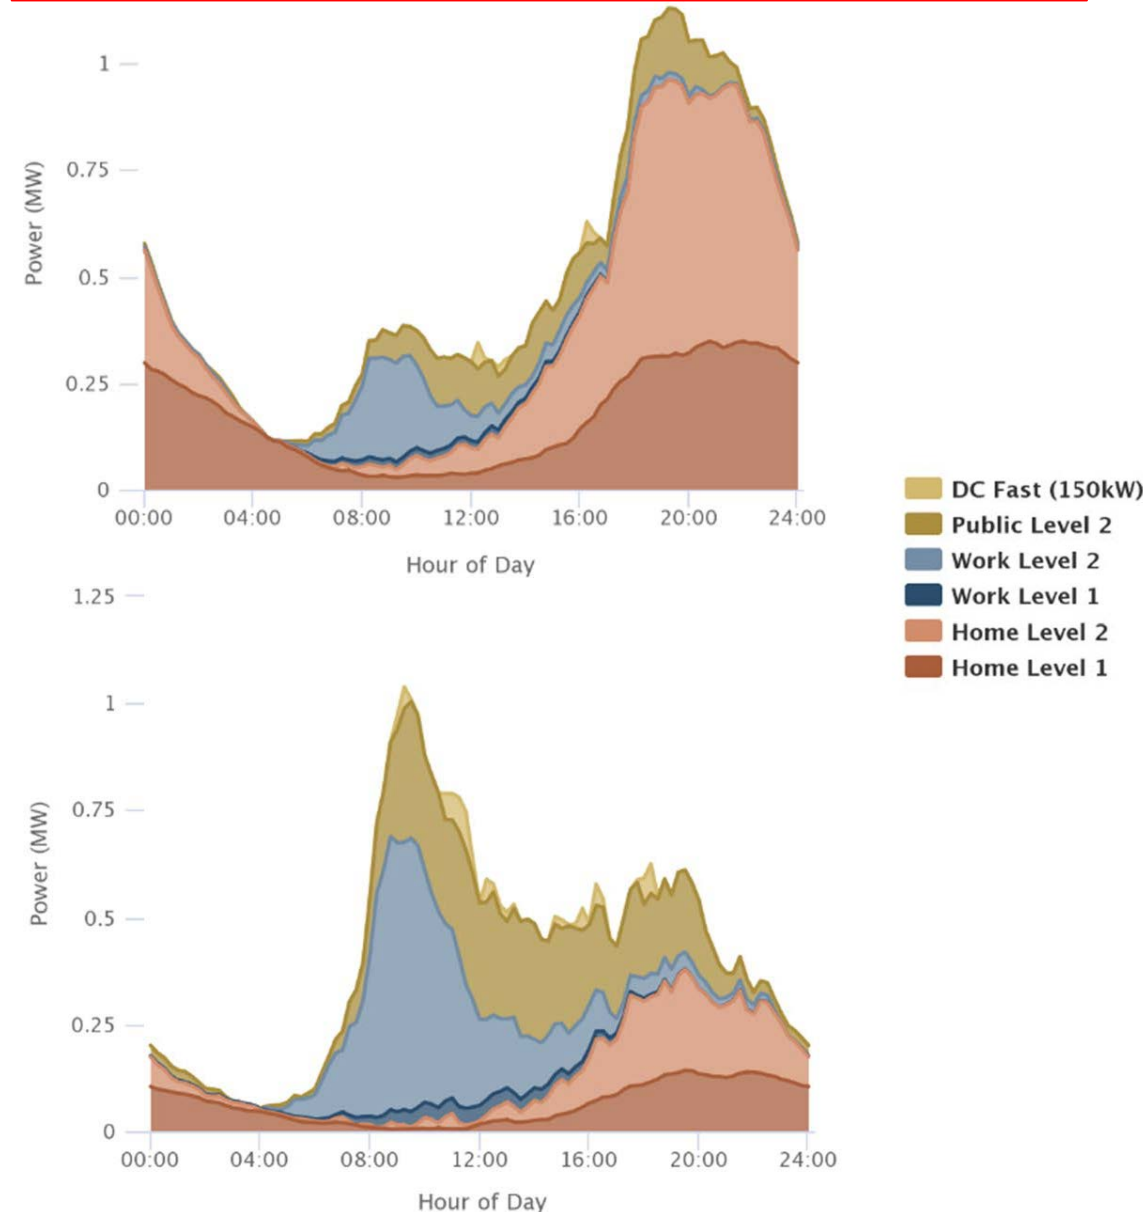 1
0.75
0.5
0.25
0
Power (MW)
00:00 04:00 08:00 12:00 16:00 20:00 24:00
Hour of Day
DC Fast (150kW)
Public Level 2
Work Level 2
Work Level 1
Home Level 2
Home Level 1
1.25
1
0.75
0.5
0.25
0
Power (MW)
00:00 04:00 08:00 12:00 16:00 20:00 24:00
Hour of Day